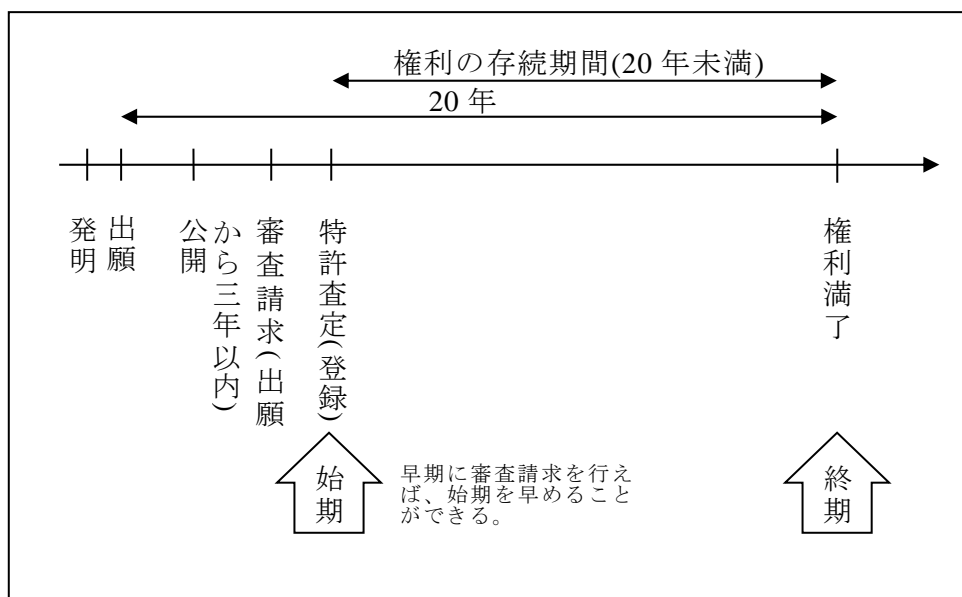 権利の存続期間(20年未満)
20年
発明
出願
公開
審査請求(出願
から三年以内)
特許査定(登録)
権利満了
始期
早期に審査請求を行え
ば、始期を早めること
ができる。
終期